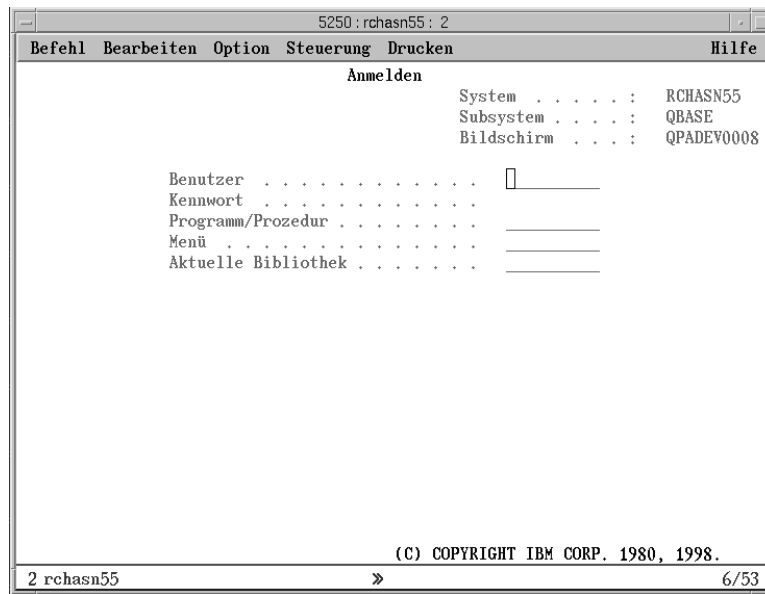 5250 : rchasn55 : 2
Befehl Bearbeiten Option Steuerung Drucken Hilfe
Anmelden
System . . . . . : RCHASN55
Subsystem . . . . : QBASE
Bildschirm . . . : QPADEV0008
Benutzer . . . . . . . . . . . .
Kennwort . . . . . . . . . . . .
Programm/Prozedur . . . . . . . .
Menü . . . . . . . . . . . . . .
Aktuelle Bibliothek . . . . . . .
(C) COPYRIGHT IBM CORP. 1980, 1998.
2 rchasn55 » 6/53